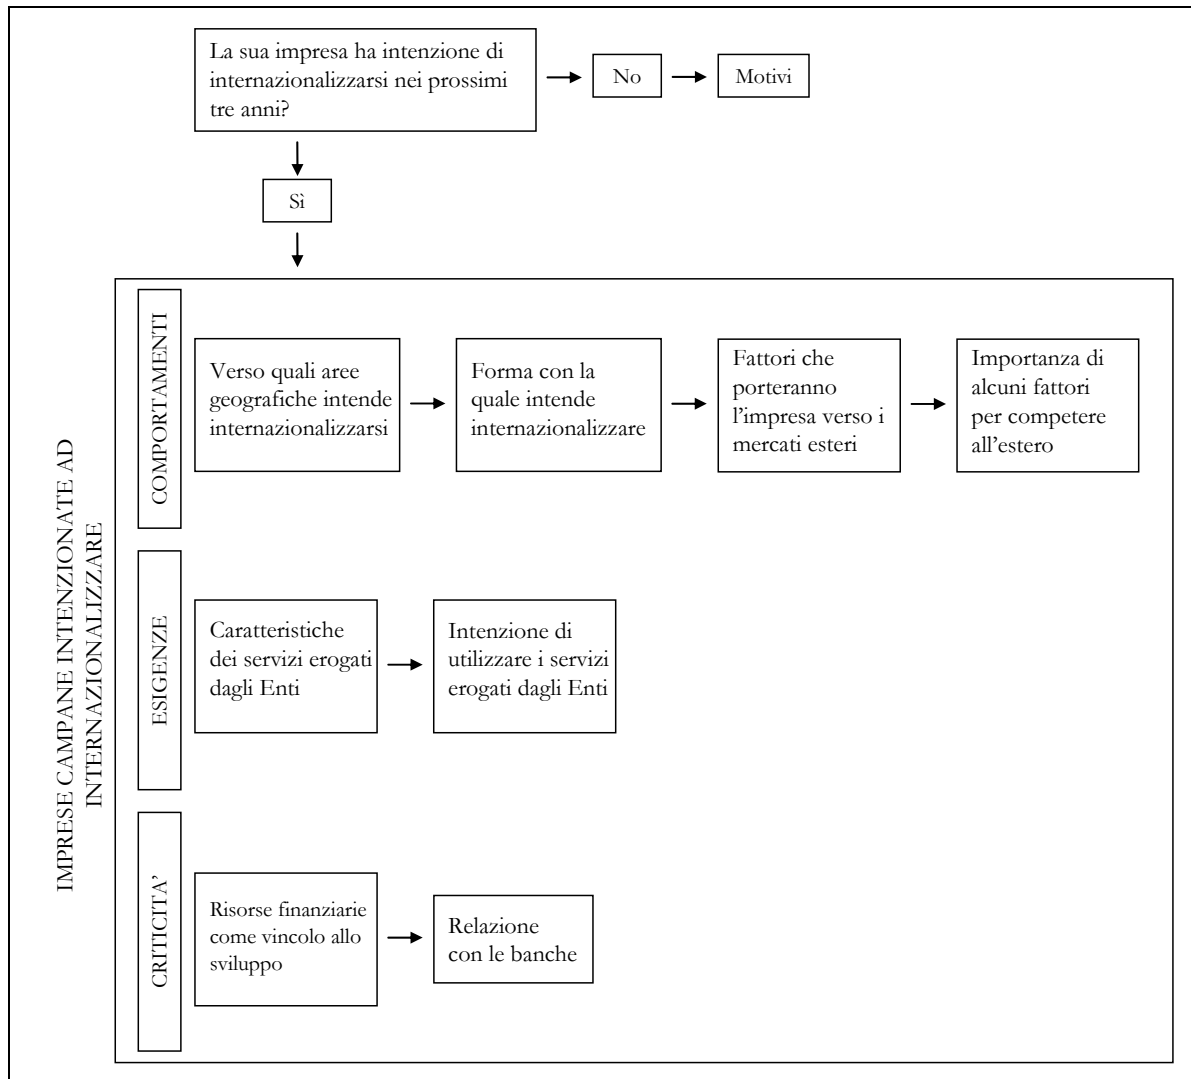 La sua impresa ha intenzione di
internazionalizzarsi nei prossimi
tre anni?
No
Motivi
Sì
IMPRESE CAMPANE INTENZIONATE AD
INTERNAZIONALIZZARE
COMPORTAMENTI
Verso quali aree
geografiche intende
internazionalizzarsi
Forma con la
quale intende
internazionalizzare
Fattori che
porteranno
l'impresa verso i
mercati esteri
Importanza di
alcuni fattori
per competere
all'estero
ESIGENZE
Caratteristiche
dei servizi erogati
dagli Enti
Intenzione di
utilizzare i servizi
erogati dagli Enti
CRITICITA'
Risorse finanziarie
come vincolo allo
sviluppo
Relazione
con le banche